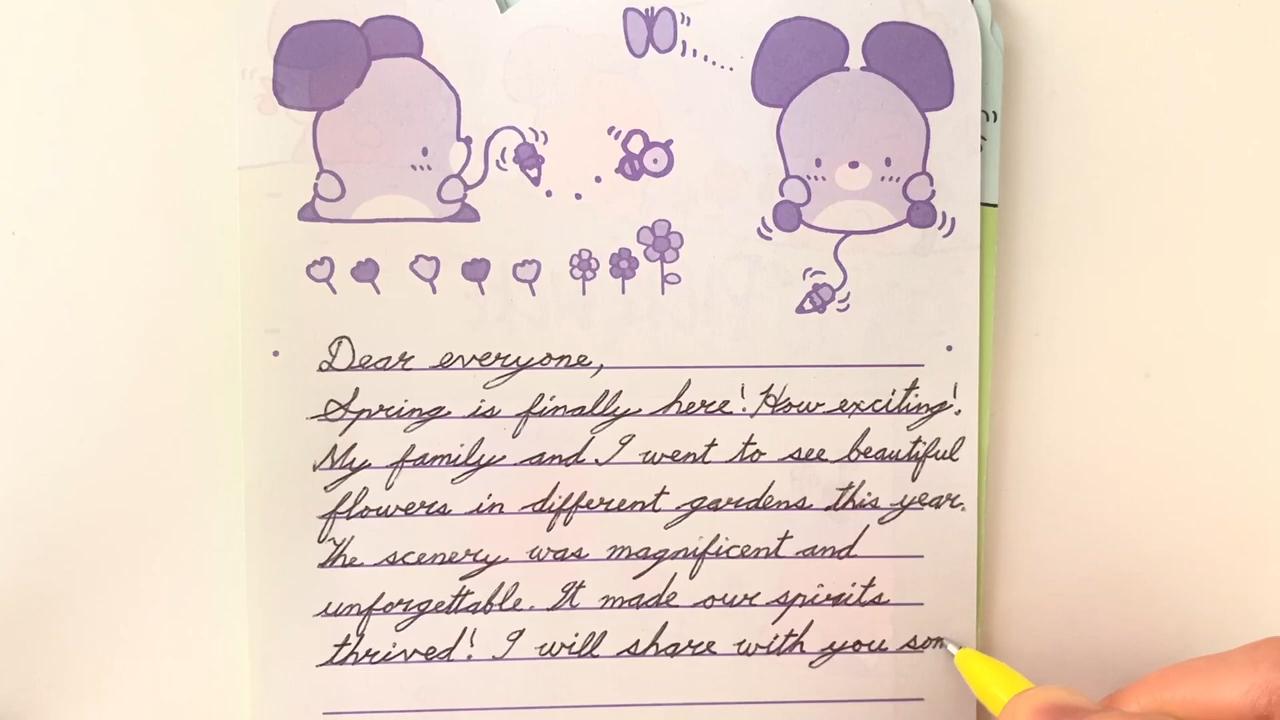 Dear everyone,
Spring is finally here! How exciting!
My family and I went to see beautiful
flowers in different gardens this year.
The scenery was magnificent and
unforgettable. It made our spirits
thrived! I will share with you som